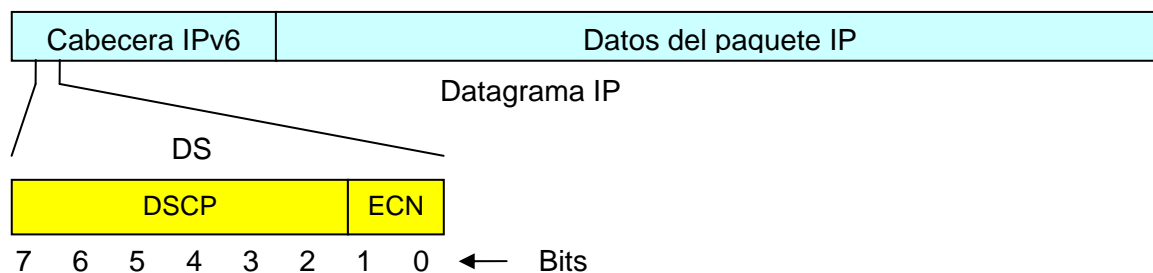 Cabecera IPv6 Datos del paquete IP
Datagrama IP
DS
DSCP ECN
7 6 5 4 3 2 1 0 Bits